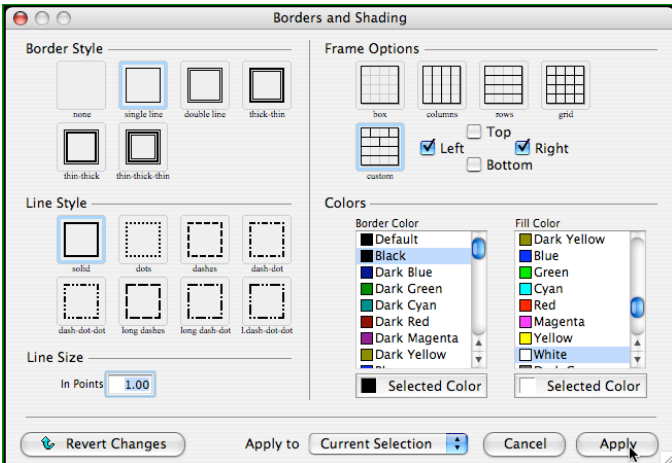 Borders and Shading
Border Style
none
single line
double line
thick-thin
thin-thick
thin-thick-thin
Line Style
solid
dots
dashes
dash-dot
dash-dot-dot
long dashes
long dash-dot
l.dash-dot-dot
Line Size
In Points 1.00
Frame Options
box
columns
rows
grid
custom
Top
Left
Right
Bottom
Colors
Border Color
Default
Black
Dark Blue
Dark Green
Dark Cyan
Dark Red
Dark Magenta
Dark Yellow
Selected Color
Fill Color
Dark Yellow
Blue
Green
Cyan
Red
Magenta
Yellow
White
Selected Color
Revert Changes
Apply to Current Selection
Cancel
Apply